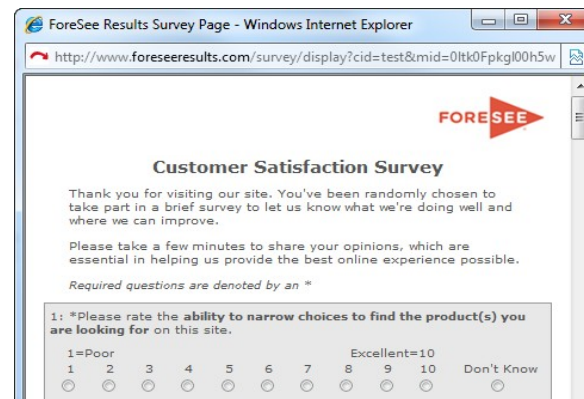 ForeSee Results Survey Page - Windows Internet Explorer
http://www.foreseeresults.com/survey/display?cid=test&mid=0ltk0Fpkgl00h5w
FORESEE
Customer Satisfaction Survey
Thank you for visiting our site. You've been randomly chosen to
take part in a brief survey to let us know what we're doing well and
where we can improve.
Please take a few minutes to share your opinions, which are
essential in helping us provide the best online experience possible.
Required questions are denoted by an *
1: *Please rate the ability to narrow choices to find the product(s) you
are looking for on this site.
1=Poor Excellent=10
1 2 3 4 5 6 7 8 9 10 Don't Know